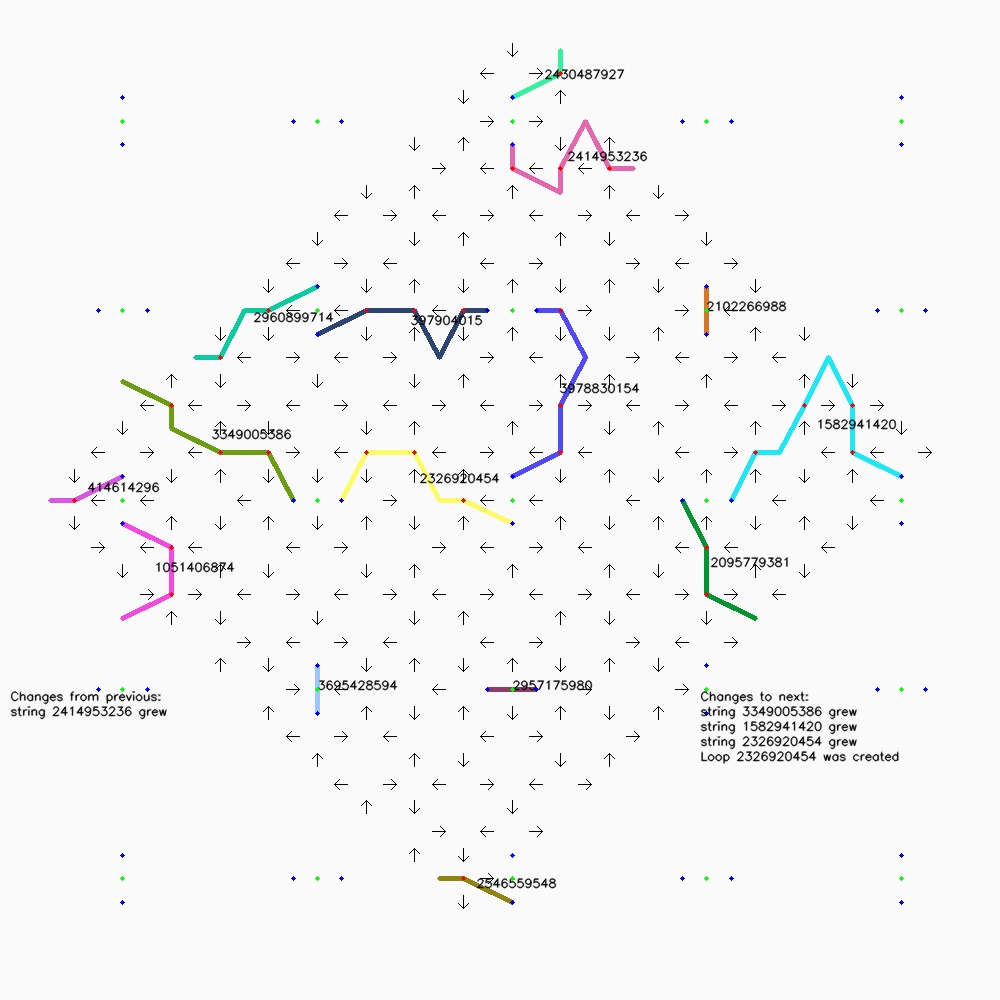 2430487927
2414953236
2960899714
397904015
2102266988
3978830154
1582941420
3349005386
2326920454
414614296
1051406874
2095779381
3695428594
2957175980
Changes from previous:
string 2414953236 grew
Changes to next:
string 3349005386 grew
string 1582941420 grew
string 2326920454 grew
Loop 2326920454 was created
2546559548